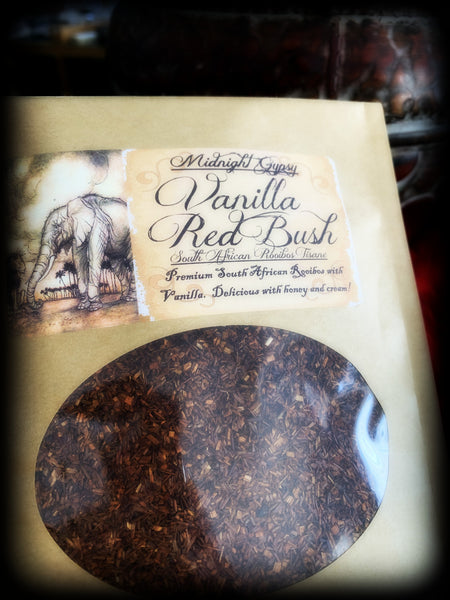 Midnight Gypsy
Vanilla
Red Bush
South African Rooibos Tisane
Premium South African Rooibos with
Vanilla. Delicious with honey and cream!